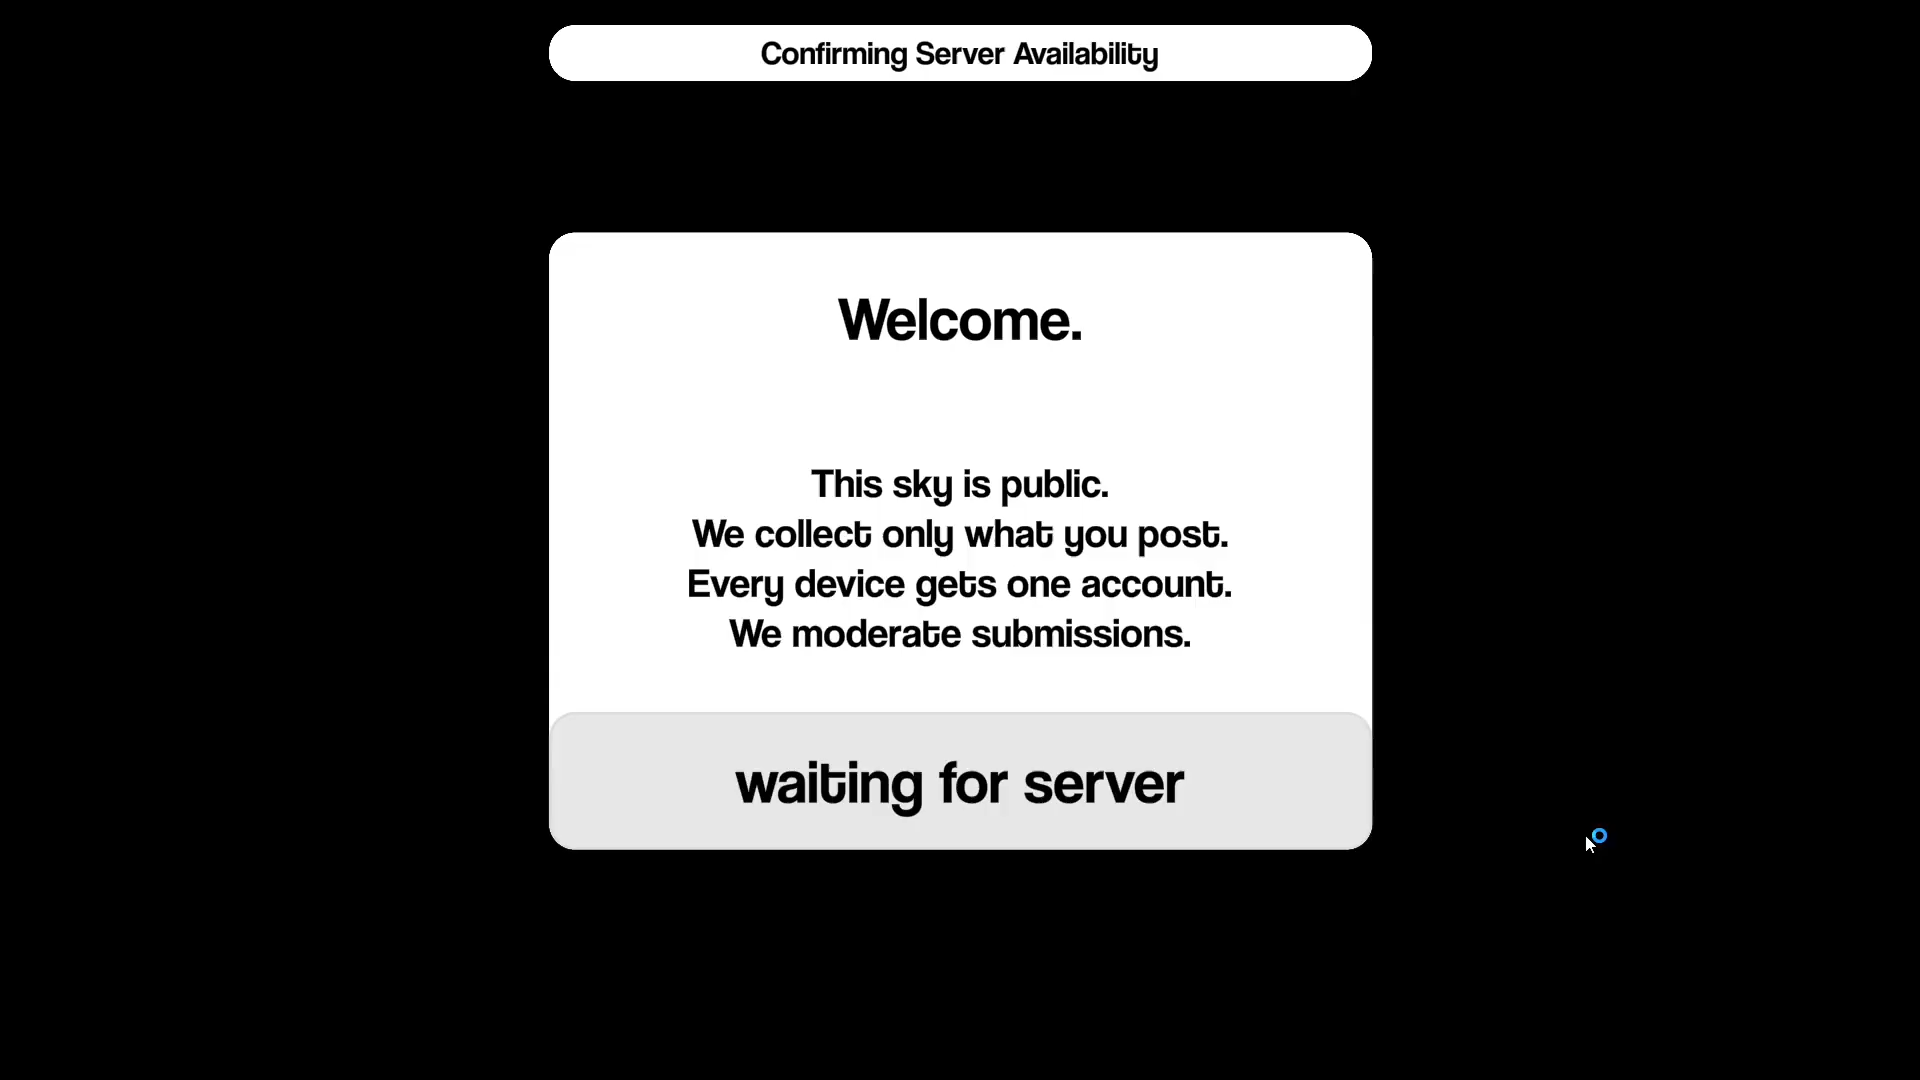 Confirming Server Availability
Welcome.
This sky is public.
We collect only what you post.
Every device gets one account.
We moderate submissions.
waiting for server